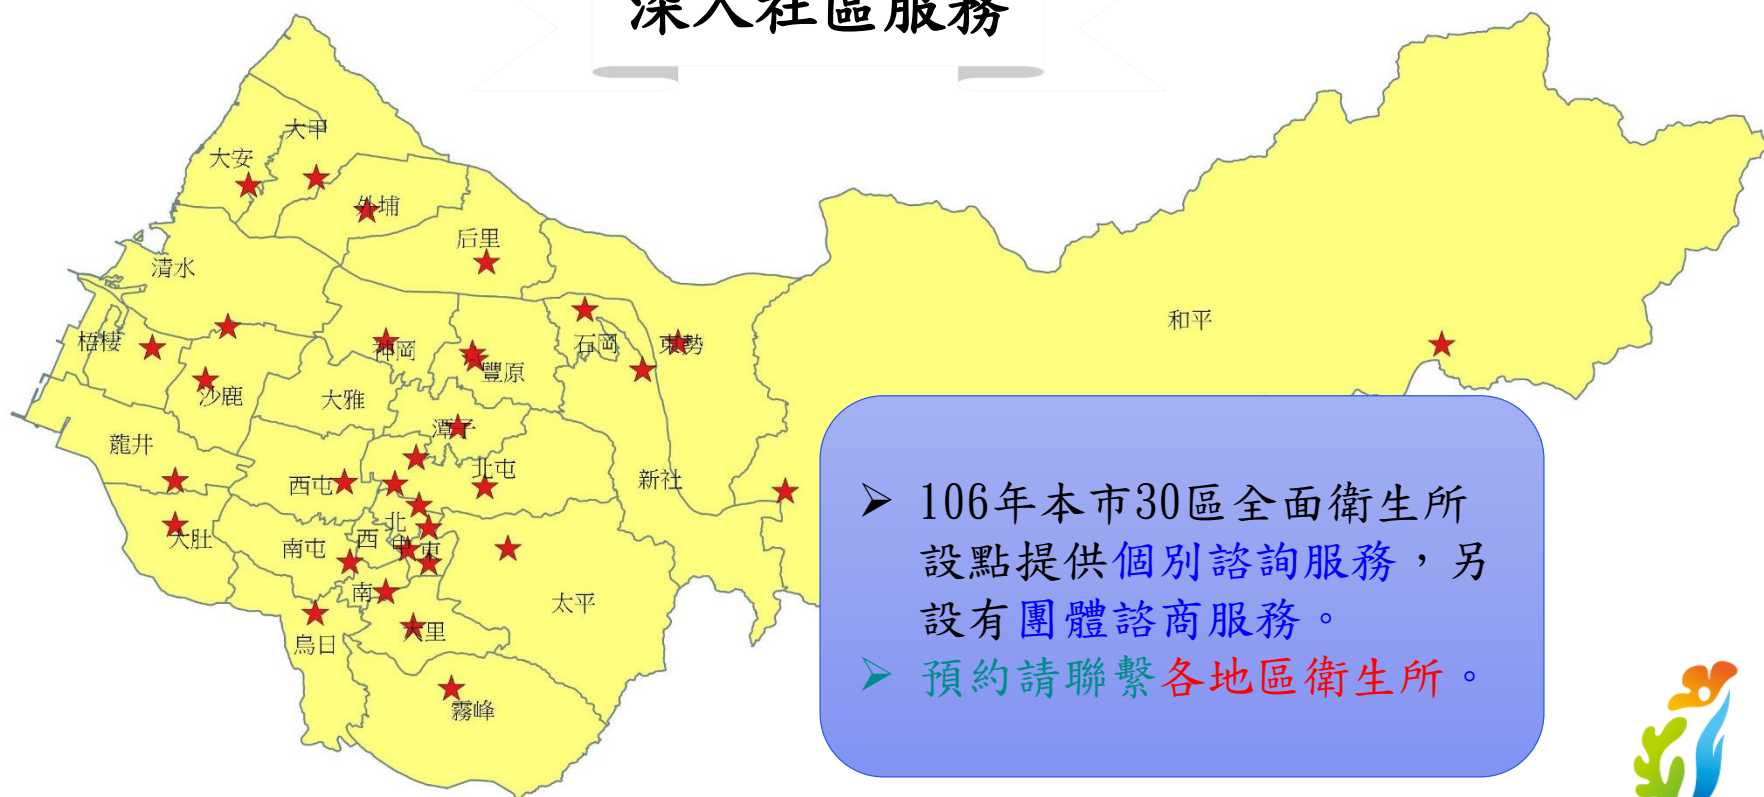 深入社區服務
大甲
大安
外埔
后里
清水
和平
梧棲
神岡
石岡
東勢
豐原
沙鹿
大雅
潭子
龍井
北屯
新社
西屯
北
大肚
南屯
西
中
東
南
太平
大里
烏日
霧峰
➢ 106年本市30區全面衛生所
設點提供個別諮詢服務，另
設有團體諮商服務。
➢ 預約請聯繫各地區衛生所。